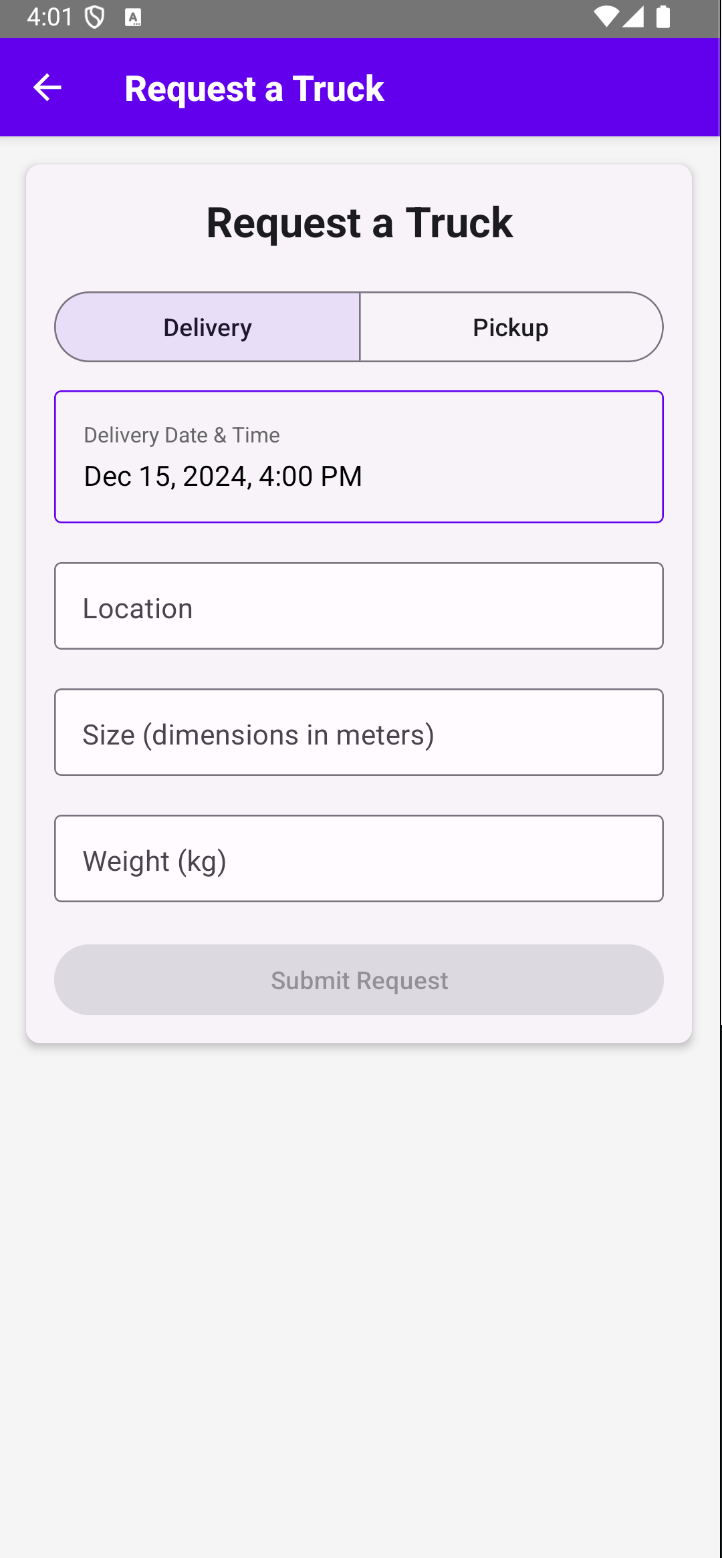 4:01
Request a Truck
Request a Truck
Delivery Pickup
Delivery Date & Time
Dec 15, 2024, 4:00 PM
Location
Size (dimensions in meters)
Weight (kg)
Submit Request